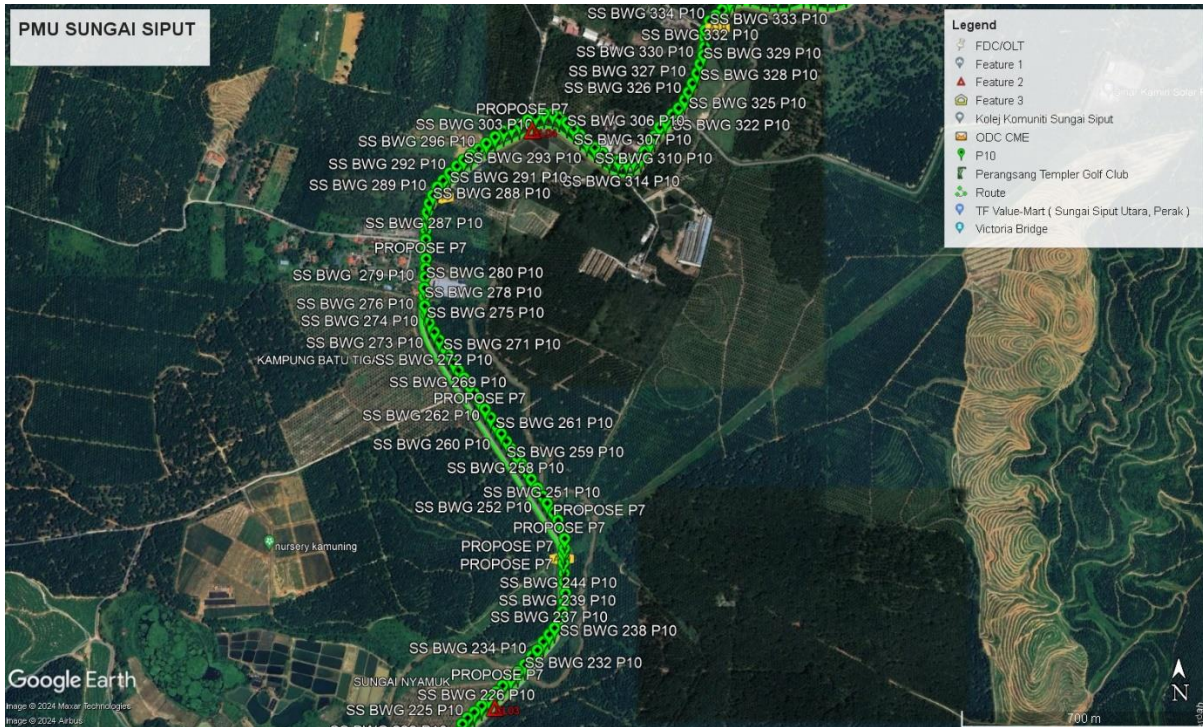 PMU SUNGAI SIPUT
SS BWG 334 P10
SS BWG 333 P10
SS BWG 332 P10
SS BWG 330 P10
SS BWG 329 P10
SS BWG 327 P10
SS BWG 328 P10
SS BWG 326 P10
PROPOSE P7
SS BWG 325 P10
SS BWG 303 P10
SS BWG 306 P10
SS BWG 322 P10
SS BWG 296 P10
SS BWG 307 P10
SS BWG 292 P10
SS BWG 293 P10
SS BWG 310 P10
SS BWG 289 P10
SS BWG 291 P10
SS BWG 314 P10
SS BWG 288 P10
SS BWG 287 P10
PROPOSE P7
SS BWG 279 P10
SS BWG 280 P10
SS BWG 278 P10
SS BWG 276 P10
SS BWG 275 P10
SS BWG 274 P10
SS BWG 273 P10
SS BWG 271 P10
KAMPUNG BATU TIGA
SS BWG 272 P10
SS BWG 269 P10
PROPOSE P7
SS BWG 262 P10
SS BWG 261 P10
SS BWG 260 P10
SS BWG 259 P10
SS BWG 258 P10
SS BWG 251 P10
SS BWG 252 P10
PROPOSE P7
PROPOSE P7
PROPOSE P7
nursery kamuning
PROPOSE P7
SS BWG 244 P10
SS BWG 239 P10
SS BWG 237 P10
SS BWG 238 P10
SS BWG 234 P10
SS BWG 232 P10
PROPOSE P7
SUNGAI NYAMUK
SS BWG 226 P10
SS BWG 225 P10
Legend
FDC/OLT
Feature 1
Feature 2
Feature 3
Kolej Komuniti Sungai Siput
ODC CME
P10
Perangsang Templer Golf Club
Route
TF Value-Mart ( Sungai Siput Utara, Perak )
Victoria Bridge
Google Earth
Image © 2024 Maxar Technologies
Image © 2024 Airbus
N
700 m